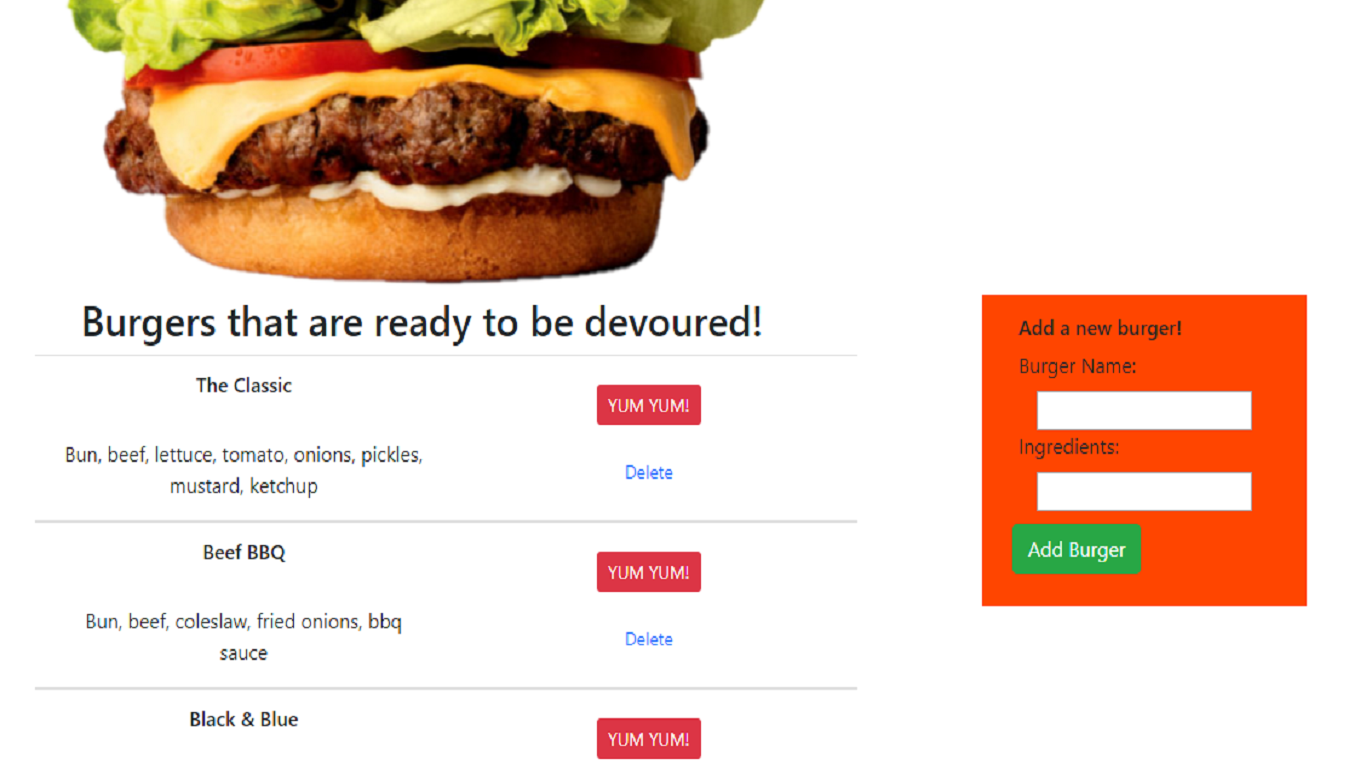 Burgers that are ready to be devoured!
The Classic
YUM YUM!
Bun, beef, lettuce, tomato, onions, pickles,
mustard, ketchup
Delete
Beef BBQ
YUM YUM!
Bun, beef, coleslaw, fried onions, bbq
sauce
Delete
Black & Blue
YUM YUM!
Add a new burger!
Burger Name:
Ingredients:
Add Burger